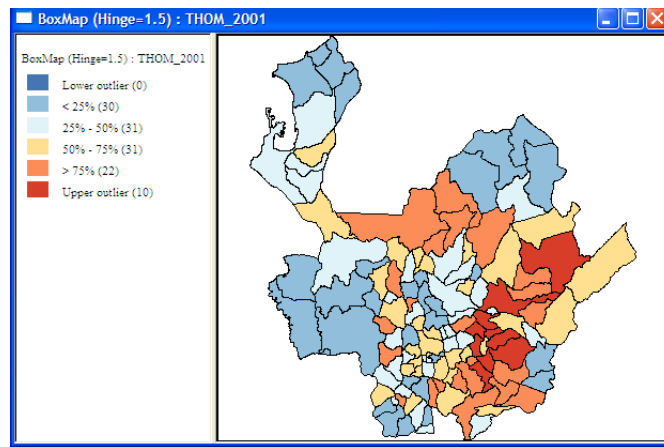 BoxMap (Hinge=1.5) : THOM_2001
BoxMap (Hinge=1.5) : THOM_2001
Lower outlier (0)
< 25% (30)
25% - 50% (31)
50% - 75% (31)
> 75% (22)
Upper outlier (10)